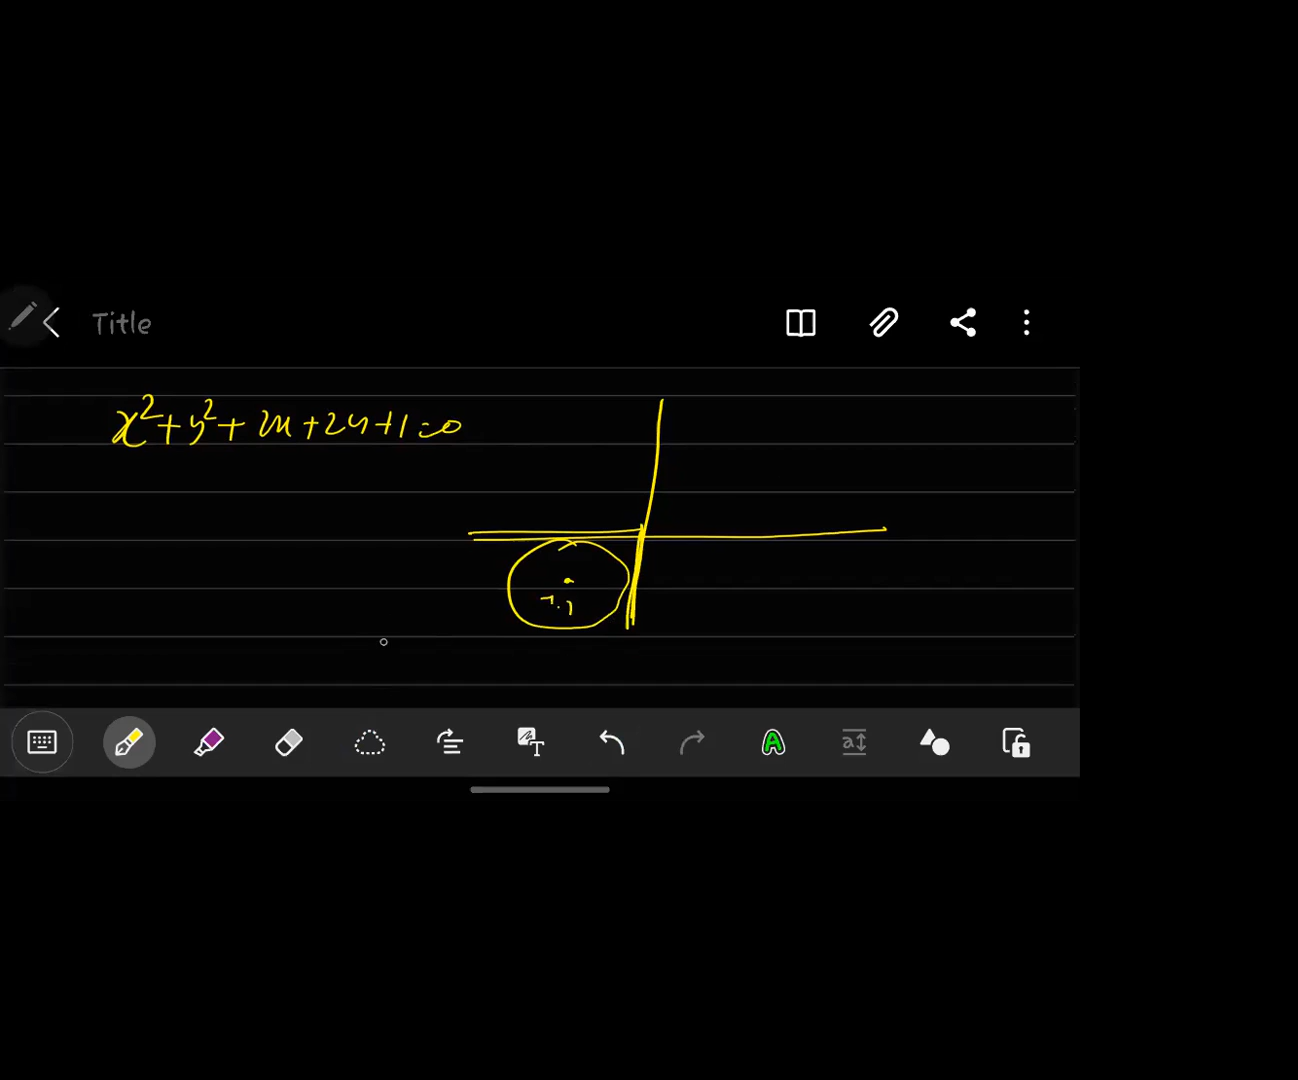 Title
x²+y²+2x+2y+1=0
-1,-1
T
A
a